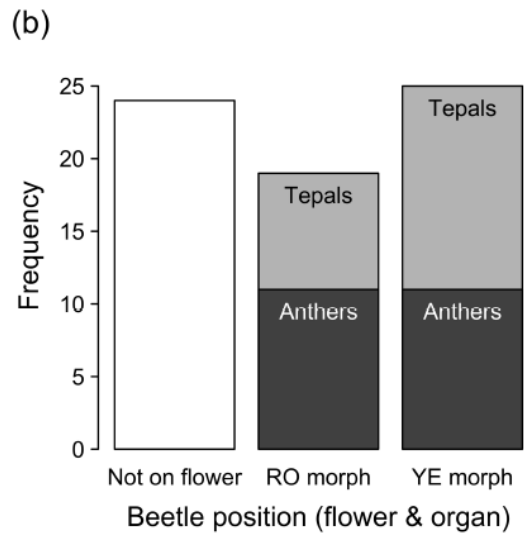 (b)
25
20
15
10
5
0
Frequency
Tepals
Tepals
Anthers
Anthers
Not on flower
RO morph
YE morph
Beetle position (flower & organ)